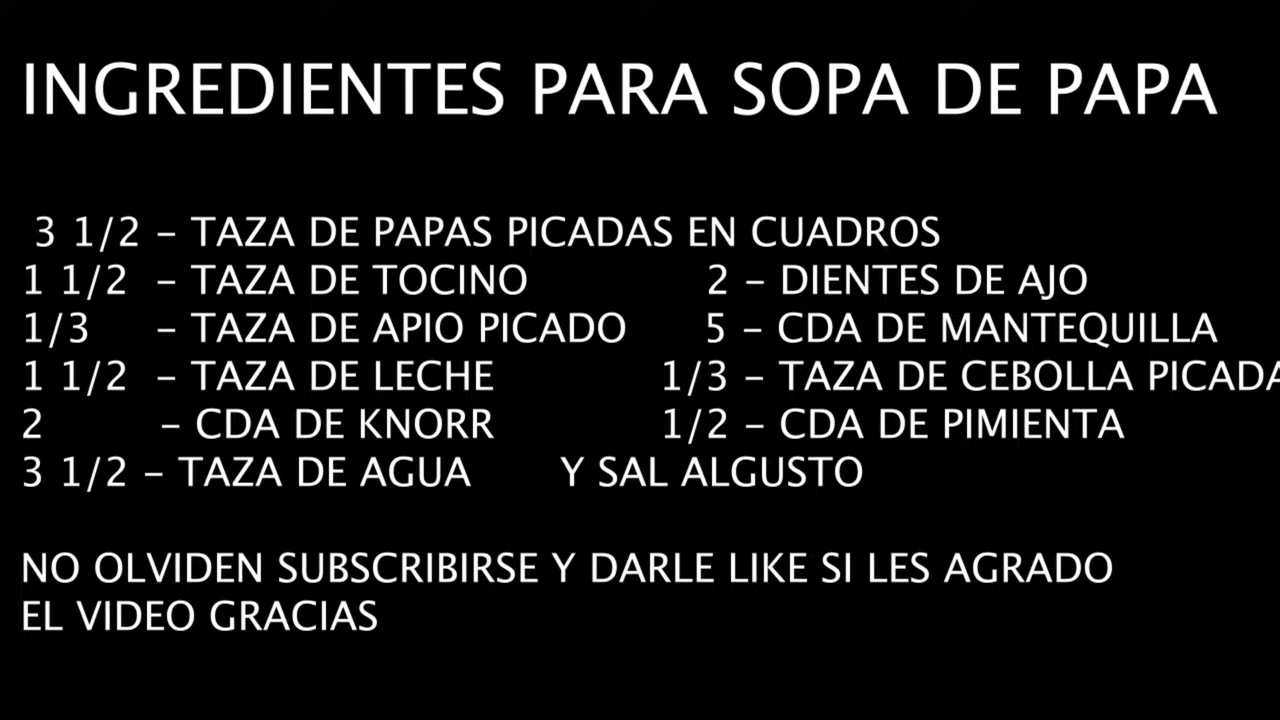 INGREDIENTES PARA SOPA DE PAPA
3 1/2 - TAZA DE PAPAS PICADAS EN CUADROS
1 1/2 - TAZA DE TOCINO 2 - DIENTES DE AJO
1/3 - TAZA DE APIO PICADO 5 - CDA DE MANTEQUILLA
1 1/2 - TAZA DE LECHE 1/3 - TAZA DE CEBOLLA PICADA
2 - CDA DE KNORR 1/2 - CDA DE PIMIENTA
3 1/2 - TAZA DE AGUA Y SAL ALGUSTO
NO OLVIDEN SUBSCRIBIRSE Y DARLE LIKE SI LES AGRADO
EL VIDEO GRACIAS